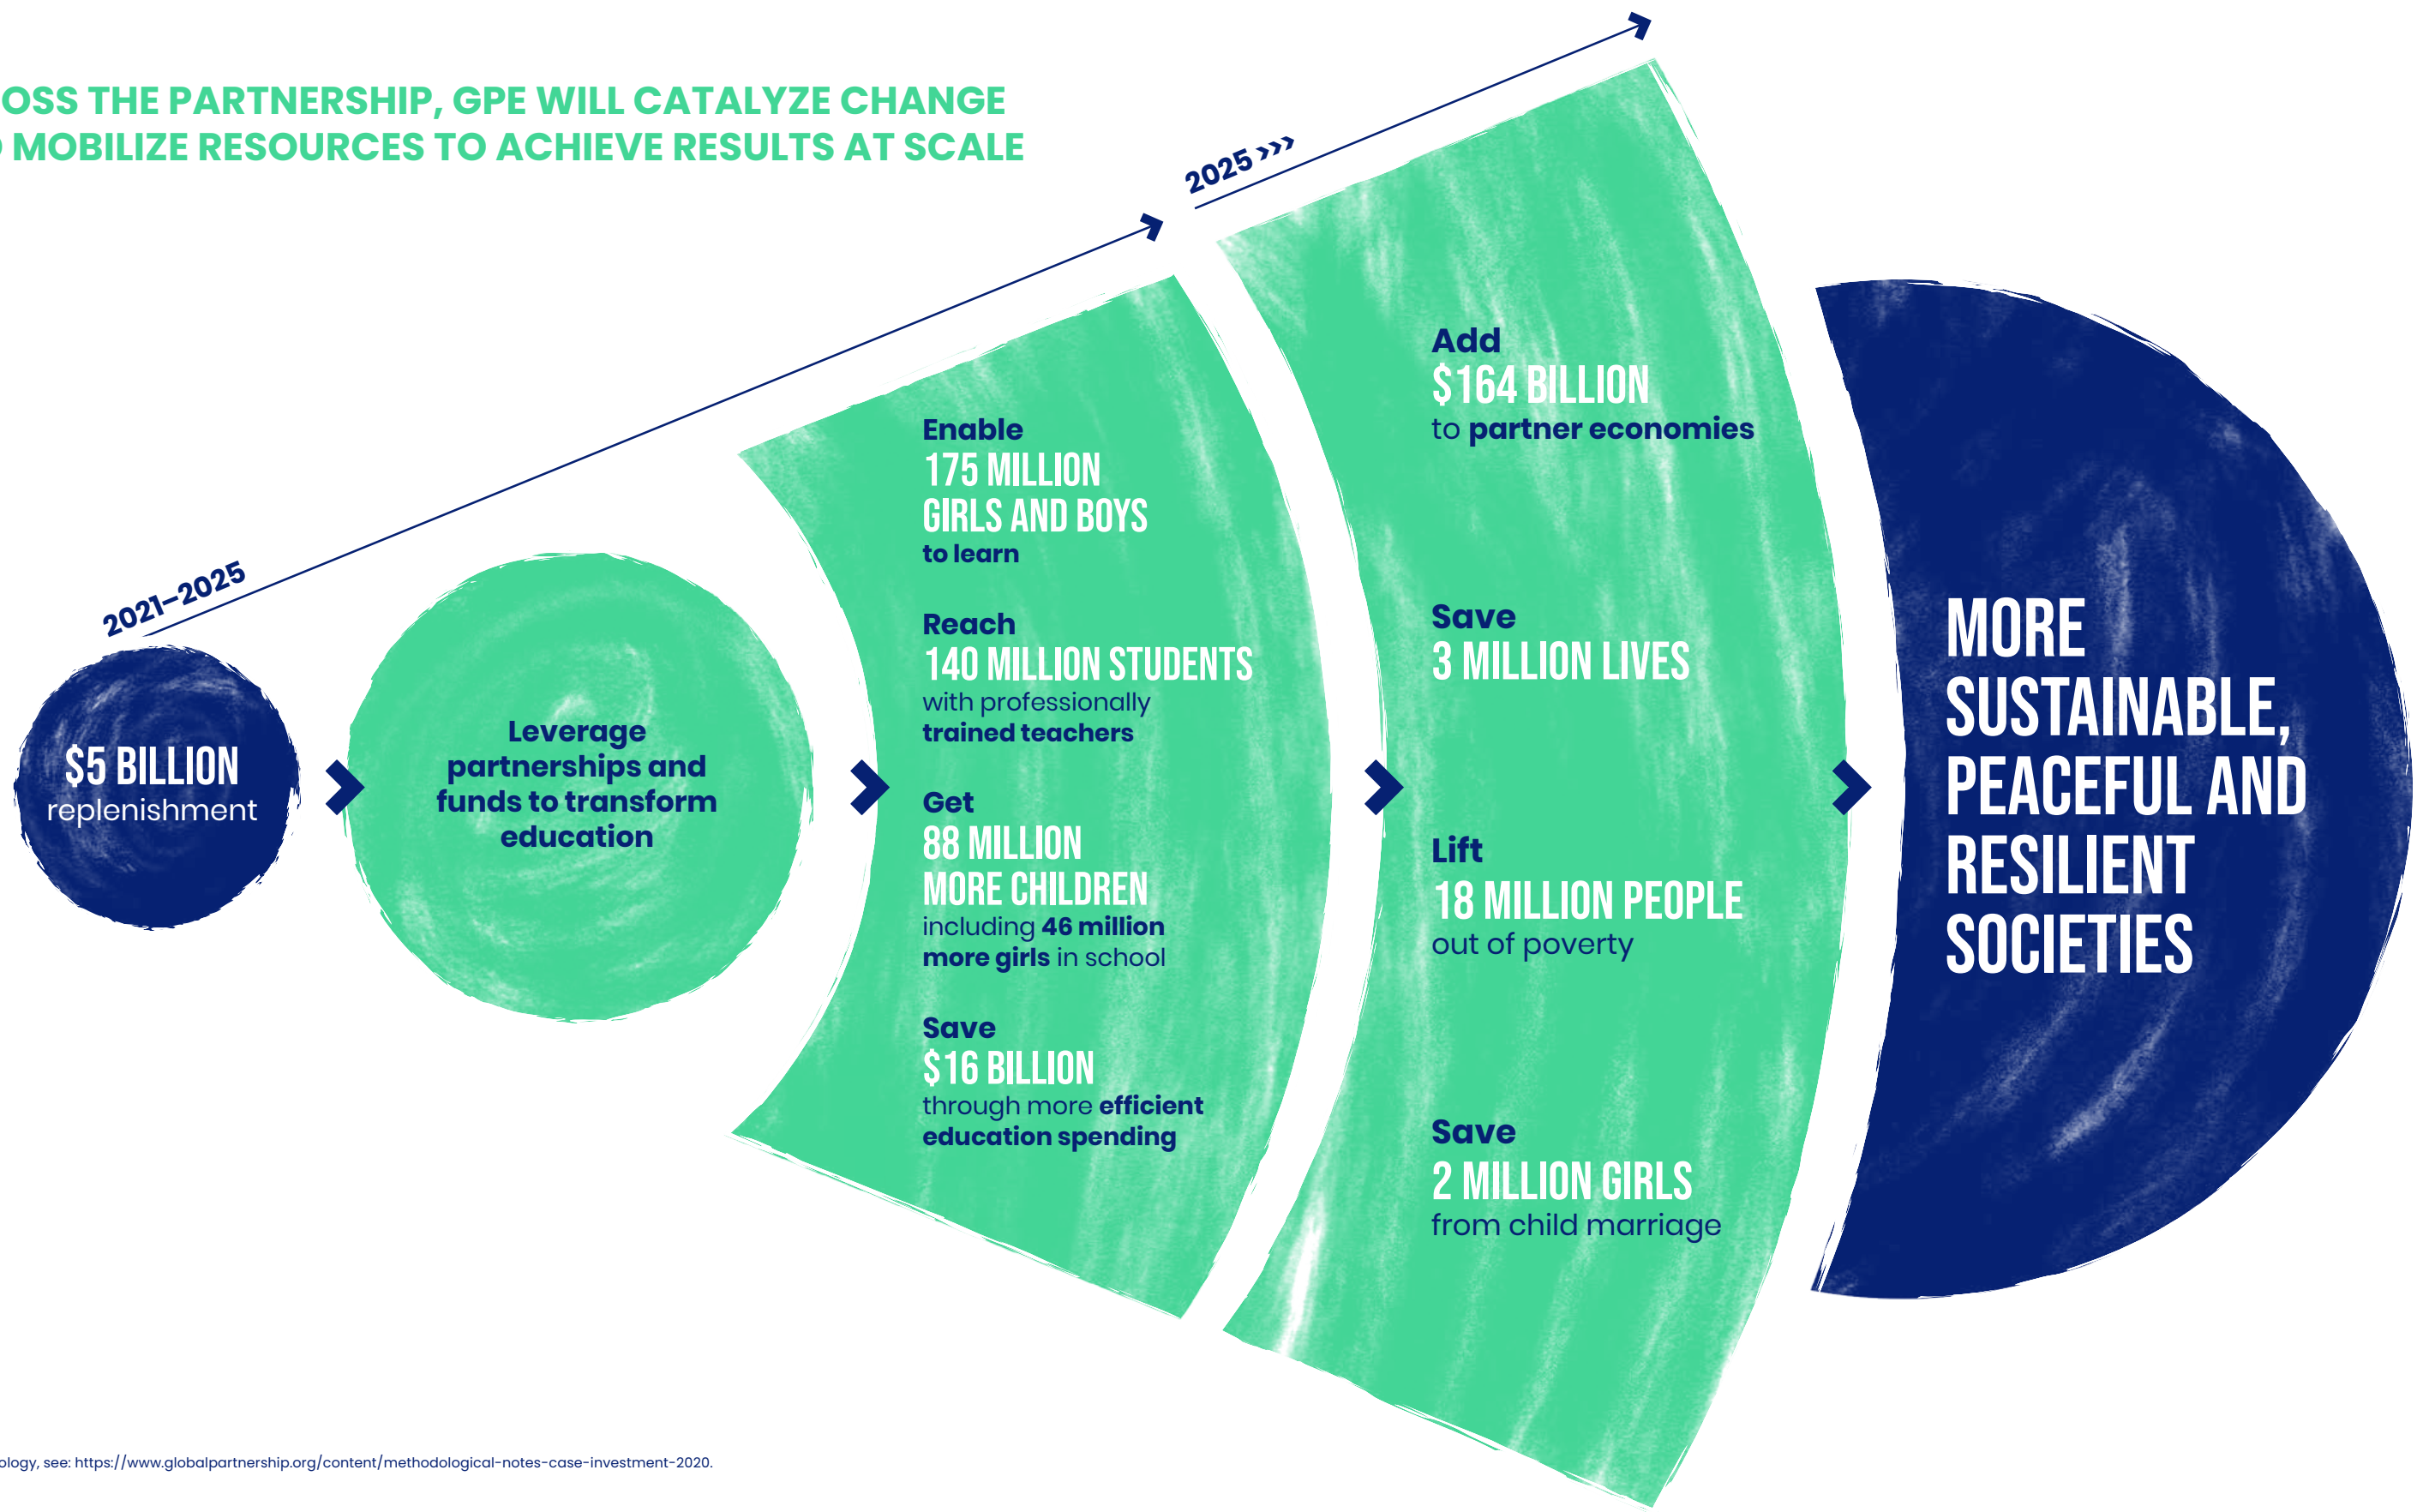 OSS THE PARTNERSHIP, GPE WILL CATALYZE CHANGE
MOBILIZE RESOURCES TO ACHIEVE RESULTS AT SCALE
2021–2025
2025 >>>
$5 BILLION
replenishment
Leverage
partnerships and
funds to transform
education
Enable
175 MILLION
GIRLS AND BOYS
to learn
Reach
140 MILLION STUDENTS
with professionally
trained teachers
Get
88 MILLION
MORE CHILDREN
including 46 million
more girls in school
Save
$16 BILLION
through more efficient
education spending
Add
$164 BILLION
to partner economies
Save
3 MILLION LIVES
Lift
18 MILLION PEOPLE
out of poverty
Save
2 MILLION GIRLS
from child marriage
MORE
SUSTAINABLE,
PEACEFUL AND
RESILIENT
SOCIETIES
ology, see: https://www.globalpartnership.org/content/methodological-notes-case-investment-2020.